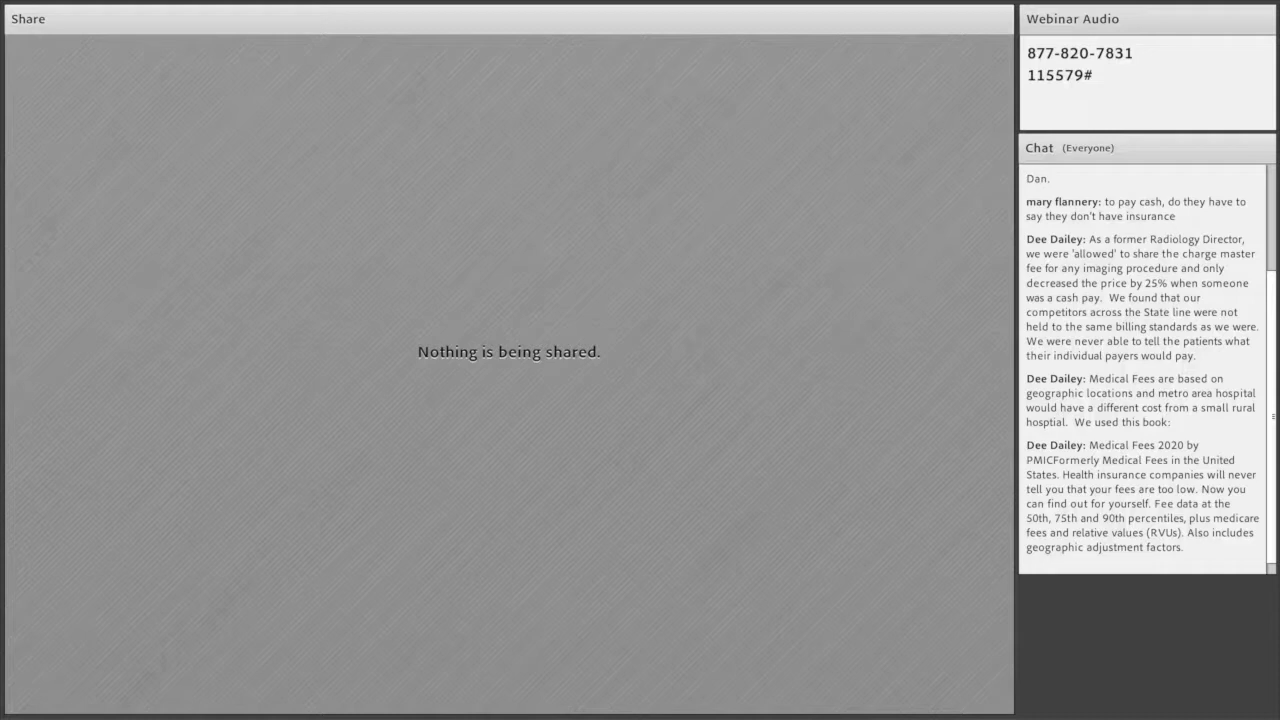 Share
Nothing is being shared.
Webinar Audio
877-820-7831
115579#
Chat (Everyone)
Dan.
mary flannery: to pay cash, do they have to
say they don't have insurance
Dee Dailey: As a former Radiology Director,
we were 'allowed' to share the charge master
fee for any imaging procedure and only
decreased the price by 25% when someone
was a cash pay.  We found that our
competitors across the State line were not
held to the same billing standards as we were.
We were never able to tell the patients what
their individual payers would pay.
Dee Dailey: Medical Fees are based on
geographic locations and metro area hospital
would have a different cost from a small rural
hosptial.  We used this book:
Dee Dailey: Medical Fees 2020 by
PMICFormerly Medical Fees in the United
States. Health insurance companies will never
tell you that your fees are too low. Now you
can find out for yourself. Fee data at the
50th, 75th and 90th percentiles, plus medicare
fees and relative values (RVUs). Also includes
geographic adjustment factors.